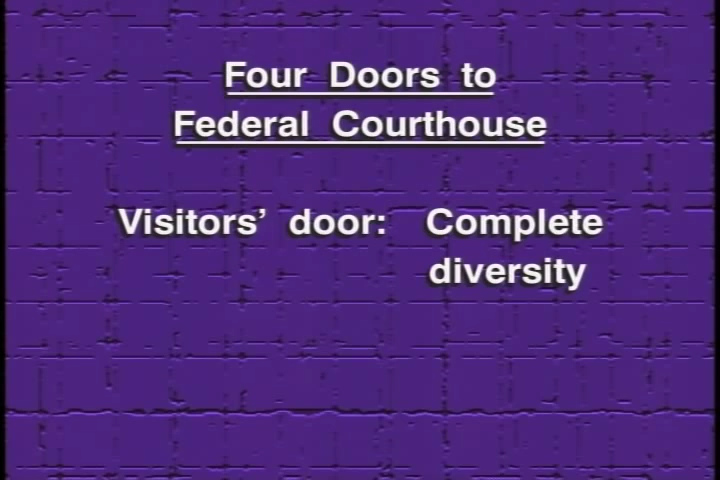 Four Doors to
Federal Courthouse
Visitors’ door: Complete
diversity